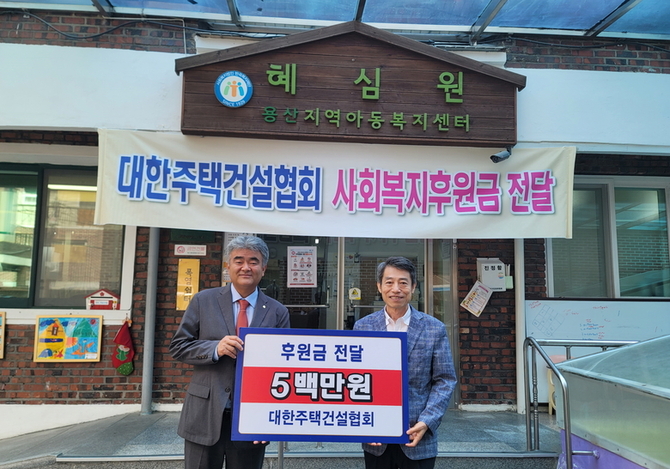 혜심원
용산지역아동복지센터
대한주택건설협회 사회복지후원금 전달
후원금 전달
5백만원
대한주택건설협회